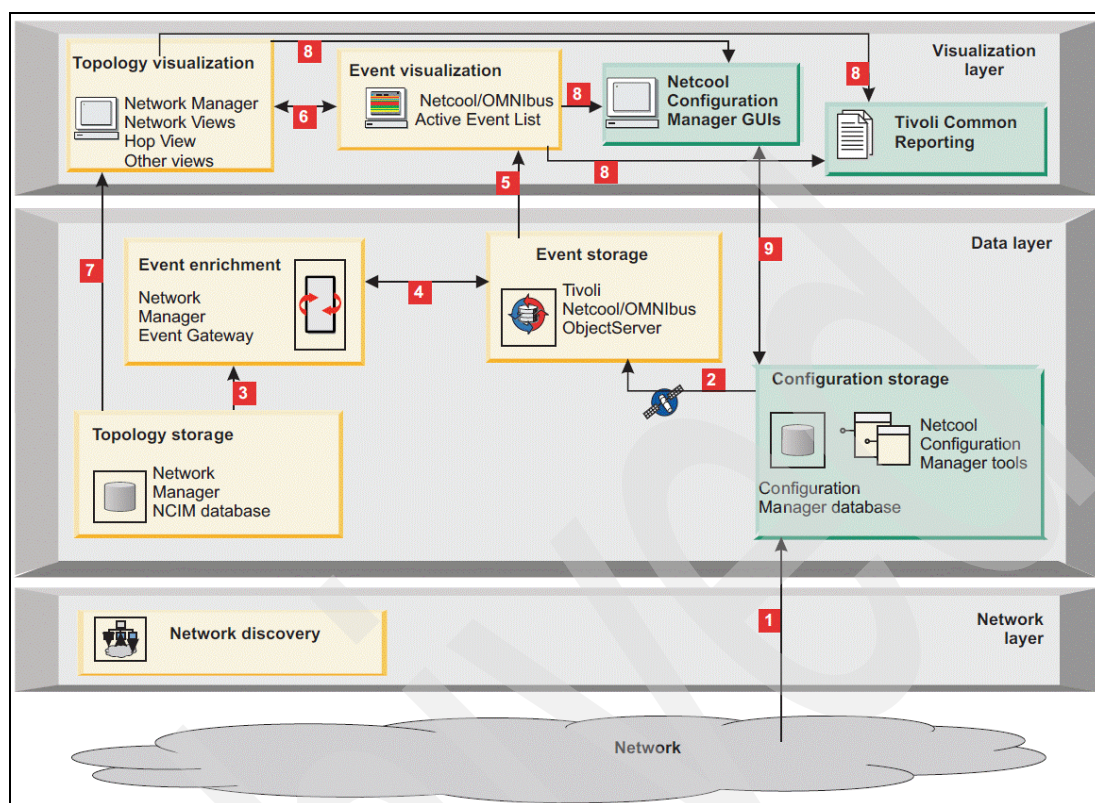 Topology visualization
Network Manager
Network Views
Hop View
Other views
8
6
Event visualization
Netcool/OMNIbus
Active Event List
8
8
Netcool
Configuration
Manager GUIs
Visualization
layer
8
Tivoli Common
Reporting
5
7
Data layer
Event enrichment
Network
Manager
Event Gateway
4
Event storage
Tivoli
Netcool/OMNIbus
ObjectServer
9
3
2
Topology storage
Network
Manager
NCIM database
Configuration storage
Netcool
Configuration
Manager tools
Configuration
Manager database
1
Network discovery
Network
layer
Network